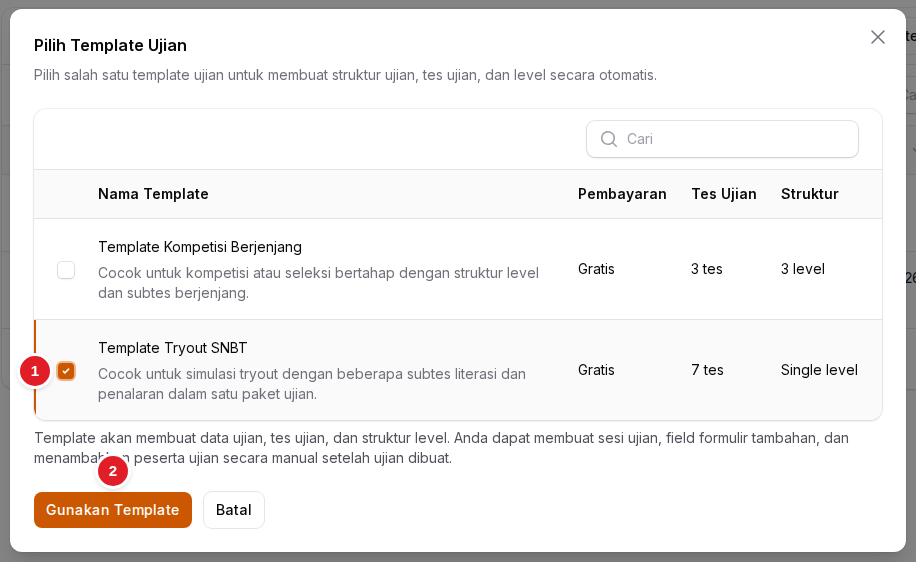 Pilih Template Ujian
Pilih salah satu template ujian untuk membuat struktur ujian, tes ujian, dan level secara otomatis.
Cari
Nama Template Pembayaran Tes Ujian Struktur
Template Kompetisi Berjenjang
Cocok untuk kompetisi atau seleksi bertahap dengan struktur level
dan subtes berjenjang.
Gratis 3 tes 3 level
1
Template Tryout SNBT
Cocok untuk simulasi tryout dengan beberapa subtes literasi dan
penalaran dalam satu paket ujian.
Gratis 7 tes Single level
Template akan membuat data ujian, tes ujian, dan struktur level. Anda dapat membuat sesi ujian, field formulir tambahan, dan
menambahkan peserta ujian secara manual setelah ujian dibuat.
2
Gunakan Template Batal